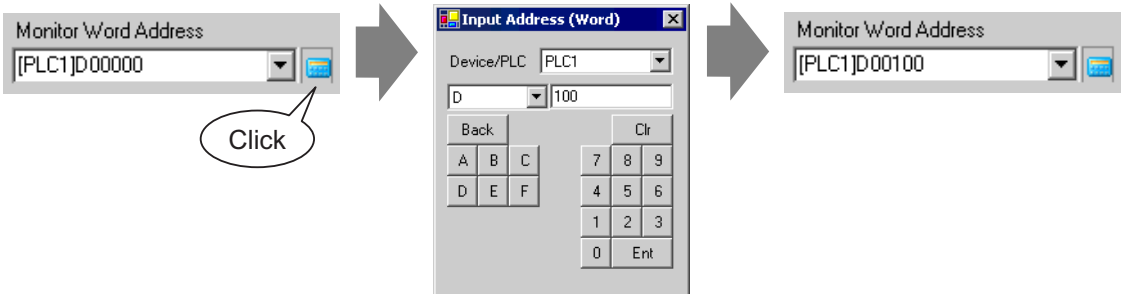 Monitor Word Address
[PLC1]D00000
Click
Input Address (Word)
Device/PLC PLC1
D 100
Back Clr
A B C 7 8 9
D E F 4 5 6
1 2 3
0 Ent
Monitor Word Address
[PLC1]D00100